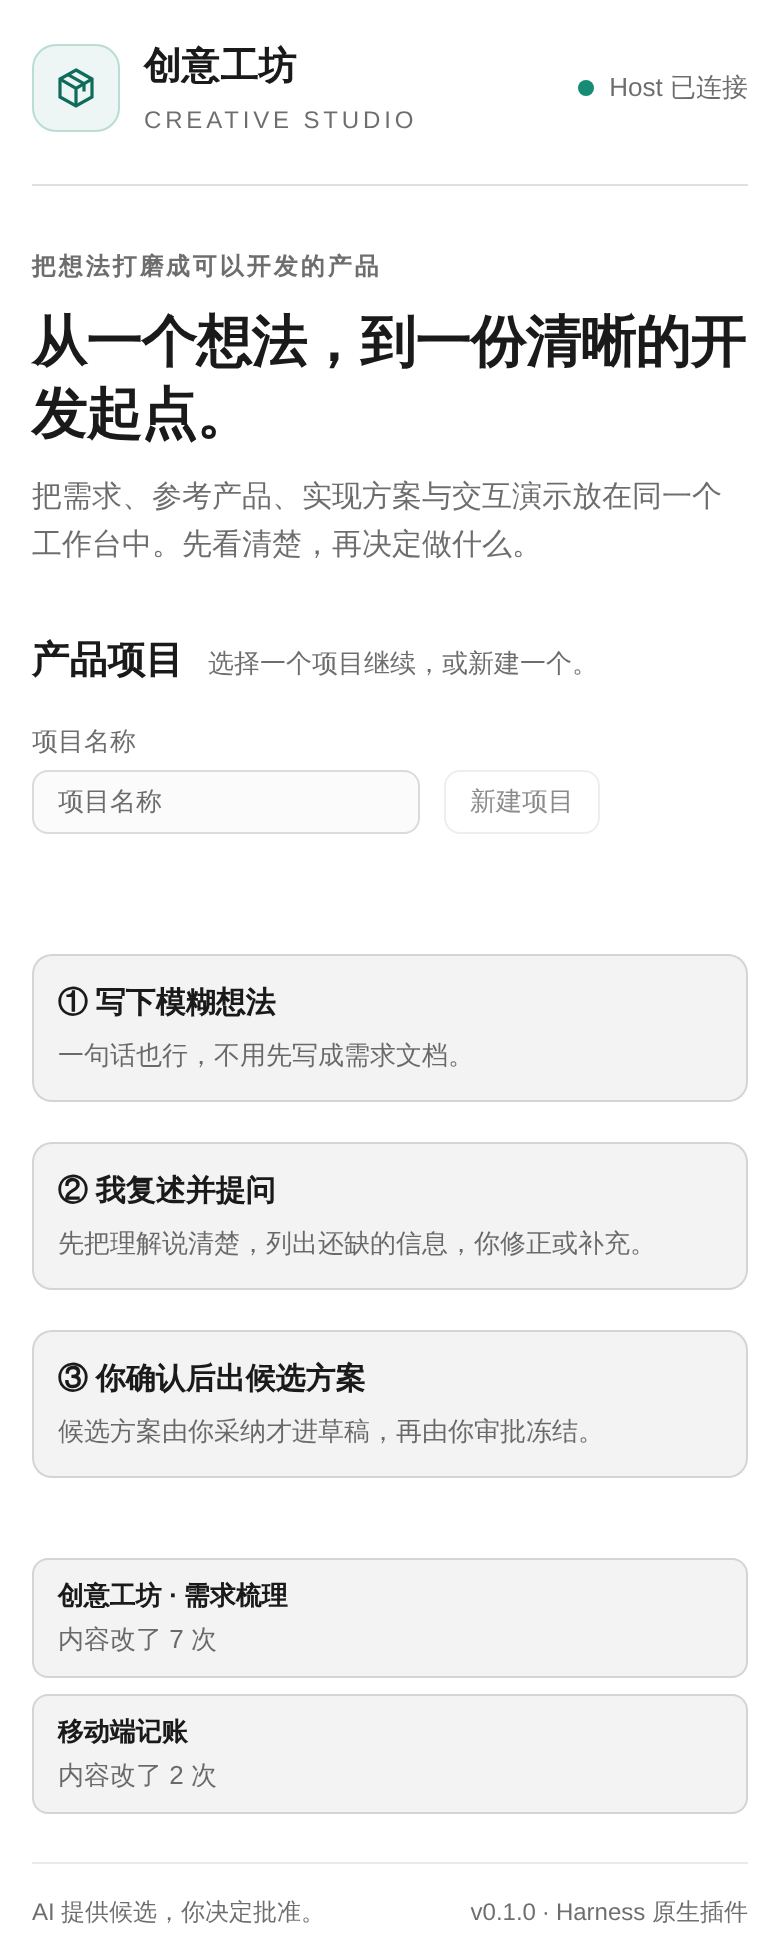 创意工坊
CREATIVE STUDIO
Host 已连接
把想法打磨成可以开发的产品
从一个想法，到一份清晰的开
发起点。
把需求、参考产品、实现方案与交互演示放在同一个
工作台中。先看清楚，再决定做什么。
产品项目 选择一个项目继续，或新建一个。
项目名称
项目名称 新建项目
① 写下模糊想法
一句话也行，不用先写成需求文档。
② 我复述并提问
先把理解说清楚，列出还缺的信息，你修正或补充。
③ 你确认后出候选方案
候选方案由你采纳才进草稿，再由你审批冻结。
创意工坊 · 需求梳理
内容改了 7 次
移动端记账
内容改了 2 次
AI 提供候选，你决定批准。 v0.1.0 · Harness 原生插件